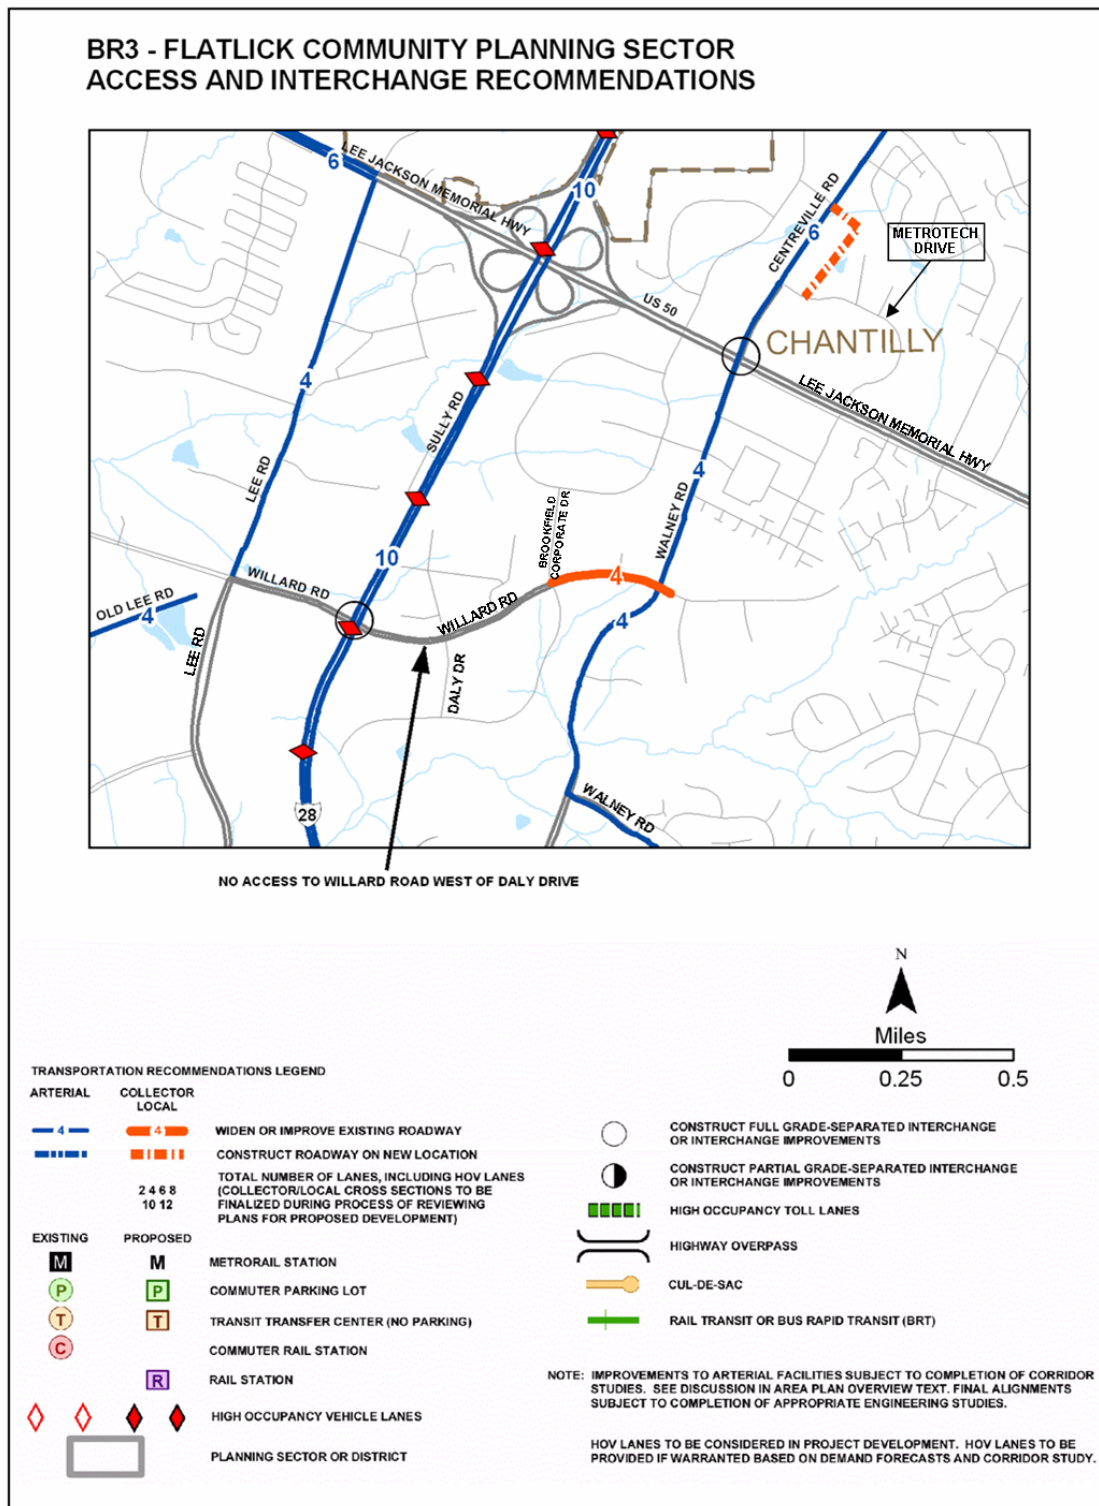 BR3 - FLATLICK COMMUNITY PLANNING SECTOR
ACCESS AND INTERCHANGE RECOMMENDATIONS
6
LEE JACKSON MEMORIAL HWY
10
CENTREVILLE RD
6
METROTECH
DRIVE
US 50
CHANTILLY
4
LEE JACKSON MEMORIAL HWY
SULLY RD
LEE RD
4
WALNEY RD
BROOKFIELD
CORPORATE DR
10
4
WILLARD RD
OLD LEE RD
4
WILLARD RD
4
LEE RD
DALY DR
WALNEY RD
28
NO ACCESS TO WILLARD ROAD WEST OF DALY DRIVE
N
Miles
0 0.25 0.5
TRANSPORTATION RECOMMENDATIONS LEGEND
ARTERIAL
COLLECTOR
LOCAL
4
4
WIDEN OR IMPROVE EXISTING ROADWAY
CONSTRUCT ROADWAY ON NEW LOCATION
2 4 6 8
10 12
TOTAL NUMBER OF LANES, INCLUDING HOV LANES
(COLLECTOR/LOCAL CROSS SECTIONS TO BE
FINALIZED DURING PROCESS OF REVIEWING
PLANS FOR PROPOSED DEVELOPMENT)
EXISTING
PROPOSED
M
M
METRORAIL STATION
P
P
COMMUTER PARKING LOT
T
T
TRANSIT TRANSFER CENTER (NO PARKING)
C
COMMUTER RAIL STATION
R
RAIL STATION
HIGH OCCUPANCY VEHICLE LANES
PLANNING SECTOR OR DISTRICT
CONSTRUCT FULL GRADE-SEPARATED INTERCHANGE
OR INTERCHANGE IMPROVEMENTS
CONSTRUCT PARTIAL GRADE-SEPARATED INTERCHANGE
OR INTERCHANGE IMPROVEMENTS
HIGH OCCUPANCY TOLL LANES
HIGHWAY OVERPASS
CUL-DE-SAC
RAIL TRANSIT OR BUS RAPID TRANSIT (BRT)
NOTE: IMPROVEMENTS TO ARTERIAL FACILITIES SUBJECT TO COMPLETION OF CORRIDOR
STUDIES. SEE DISCUSSION IN AREA PLAN OVERVIEW TEXT. FINAL ALIGNMENTS
SUBJECT TO COMPLETION OF APPROPRIATE ENGINEERING STUDIES.
HOV LANES TO BE CONSIDERED IN PROJECT DEVELOPMENT. HOV LANES TO BE
PROVIDED IF WARRANTED BASED ON DEMAND FORECASTS AND CORRIDOR STUDY.